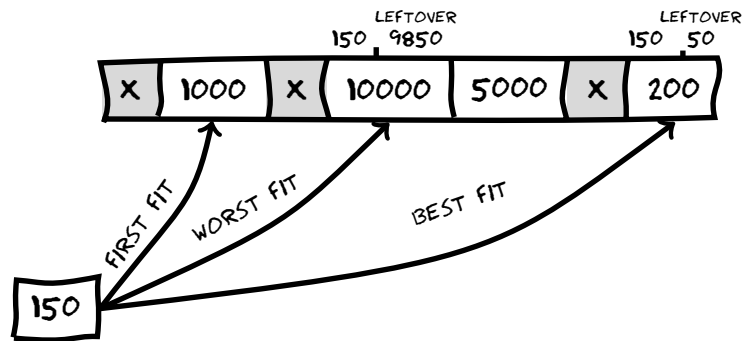 LEFTOVER
150 9850
LEFTOVER
150 50
X 1000 X 10000 5000 X 200
FIRST FIT
WORST FIT
BEST FIT
150